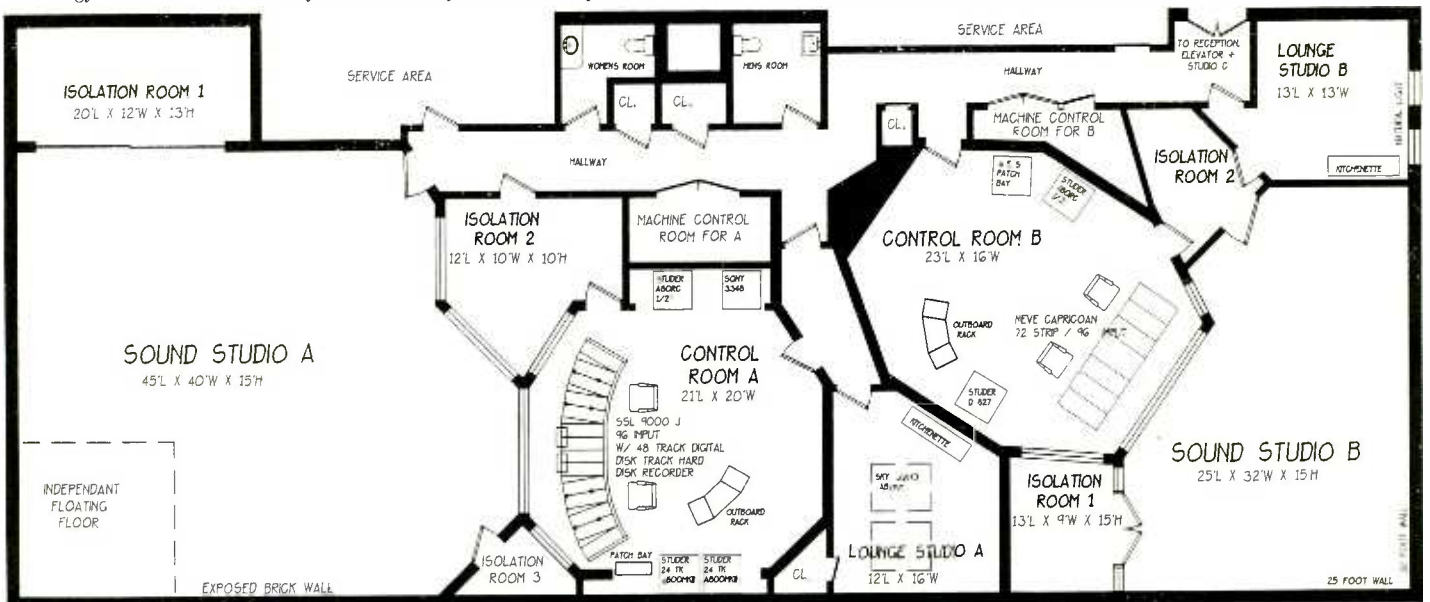 ISOLATION ROOM 1
20'L X 12'W X 13'H
SERVICE AREA
WOMENS ROOM
CL.
CL.
MENS ROOM
SERVICE AREA
HALLWAY
TO RECEPTION,
ELEVATOR +
STUDIO C
LOUNGE
STUDIO B
13'L X 13'W
NATURAL LIGHT
KITCHENETTE
HALLWAY
CL.
MACHINE CONTROL
ROOM FOR B
ISOLATION
ROOM 2
PATCH
BAY
STUDER
1/2
CONTROL ROOM B
23'L X 16'W
OUTBOARD
RACK
NEVE CAPRICOAN
72 STRIP / 96
STUDER
D 827
KITCHENETTE
ISOLATION
ROOM 2
12'L X 10'W X 10'H
MACHINE CONTROL
ROOM FOR A
STUDER
A80RC
1/2
SONY
3348
SOUND STUDIO A
45'L X 40'W X 15'H
CONTROL
ROOM A
21'L X 20'W
SSL 9000 J
96 INPUT
W/ 48 TRACK DIGITAL
DISK TRACK HARD
DISK RECORDER
OUTBOARD
RACK
INDEPENDANT
FLOATING
FLOOR
EXPOSED BRICK WALL
ISOLATION
ROOM 3
PATCH BAY
STUDER
24 TK
STUDER
24 TK
CL.
SKY
LOUNGE STUDIO A
12'L X 16'W
ISOLATION
ROOM 1
13'L X 9'W X 15'H
SOUND STUDIO B
25'L X 32'W X 15'H
25 FOOT WALL